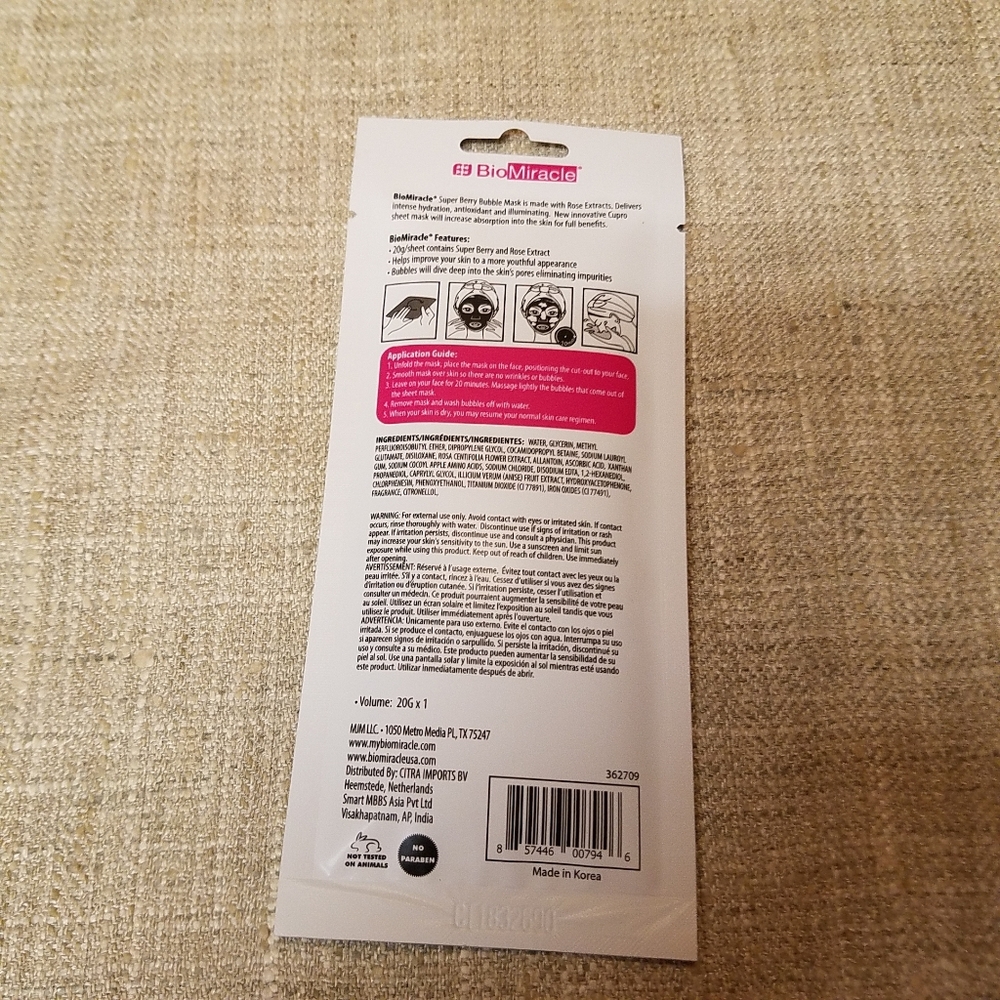 BioMiracle™
BioMiracle® Super Berry Bubble Mask is made with Rose Extracts. Delivers
intense hydration, antioxidant and illuminating. New innovative Cupro
sheet mask will increase absorption into the skin for full benefits.
BioMiracle® Features:
• 20g/sheet contains Super Berry and Rose Extract
• Helps improve your skin to a more youthful appearance
• Bubbles will dive deep into the skin's pores eliminating impurities
Application Guide:
1. Unfold the mask, place the mask on the face, positioning the cut-out to your face.
2. Smooth mask over skin so there are no wrinkles or bubbles.
3. Leave on your face for 20 minutes. Massage lightly the bubbles that come out of
the sheet mask.
4. Remove mask and wash bubbles off with water.
5. When your skin is dry, you may resume your normal skin care regimen.
INGREDIENTS/INGRÉDIENTS/INGREDIENTES: WATER, GLYCERIN, METHYL
PERFLUOROISOBUTYL ETHER, DIPROPYLENE GLYCOL, COCAMIDOPROPYL BETAINE, SODIUM LAUROYL
GLUTAMATE, DISILOXANE, ROSA CENTIFOLIA FLOWER EXTRACT, ALLANTOIN, ASCORBIC ACID, XANTHAN
GUM, SODIUM COCOYL APPLE AMINO ACIDS, SODIUM CHLORIDE, DISODIUM EDTA, 1,2-HEXANEDIOL,
PROPANEDIOL, CAPRYLYL GLYCOL, ILLICIUM VERUM (ANISE) FRUIT EXTRACT, HYDROXYACETOPHENONE,
CHLORPHENESIN, PHENOXYETHANOL, TITANIUM DIOXIDE (CI 77891), IRON OXIDES (CI 77491),
FRAGRANCE, CITRONELLOL.
WARNING: For external use only. Avoid contact with eyes or irritated skin. If contact
occurs, rinse thoroughly with water. Discontinue use if signs of irritation or rash
appear. If irritation persists, discontinue use and consult a physician. This product
may increase your skin's sensitivity to the sun. Use a sunscreen and limit sun
exposure while using this product. Keep out of reach of children. Use immediately
after opening.
AVERTISSEMENT: Réservé à l'usage externe. Évitez tout contact avec les yeux ou la
peau irritée. S'il y a contact, rincez à l'eau. Cessez d'utiliser si vous avez des signes
d'irritation ou d'éruption cutanée. Si l'irritation persiste, cesser l'utilisation et
consulter un médecin. Ce produit pourraient augmenter la sensibilité de votre peau
au soleil. Utilisez un écran solaire et limitez l'exposition au soleil tandis que vous
utilisez le produit. Utiliser immédiatement après l'ouverture.
ADVERTENCIA: Únicamente para uso externo. Evite el contacto con los ojos o piel
irritada. Si se produce el contacto, enjuaguese los ojos con agua. Interrumpa su uso
si aparecen signos de irritación o sarpullido. Si persiste la irritación, discontinué su
uso y consulte a su médico. Este producto pueden aumentar la sensibilidad de su
piel al sol. Use una pantalla solar y limite la exposición al sol mientras esté usando
este producto. Utilizar inmediatamente después de abrir.
• Volume: 20G x 1
MJM LLC. • 1050 Metro Media PL, TX 75247
www.mybiomiracle.com
www.biomiracleusa.com
Distributed By: CITRA IMPORTS BV
Heemstede, Netherlands
Smart MBBS Asia Pvt Ltd
Visakhapatnam, AP, India
NOT TESTED
ON ANIMALS
NO
PARABEN
362709
8 57446 00794 6
Made in Korea